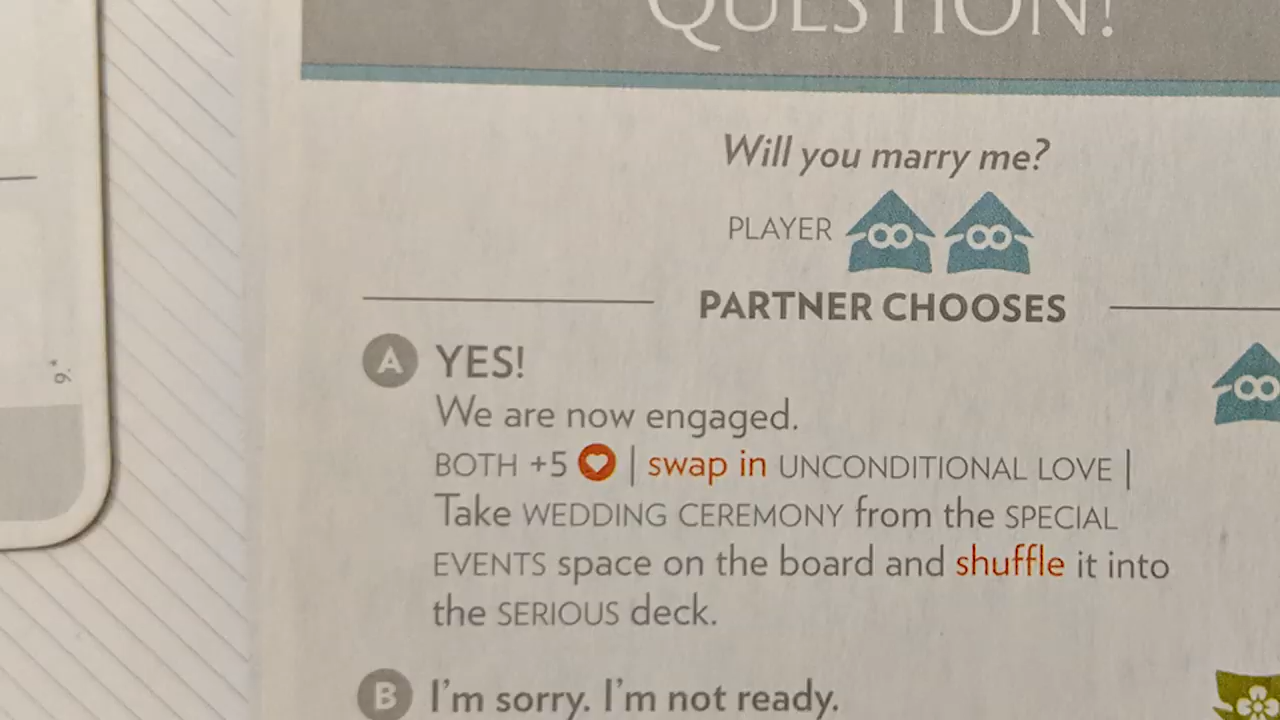 QUESTION!
Will you marry me?
PLAYER
PARTNER CHOOSES
A YES!
We are now engaged.
BOTH +5 | swap in UNCONDITIONAL LOVE |
Take WEDDING CEREMONY from the SPECIAL
EVENTS space on the board and shuffle it into
the SERIOUS deck.
B I'm sorry. I'm not ready.